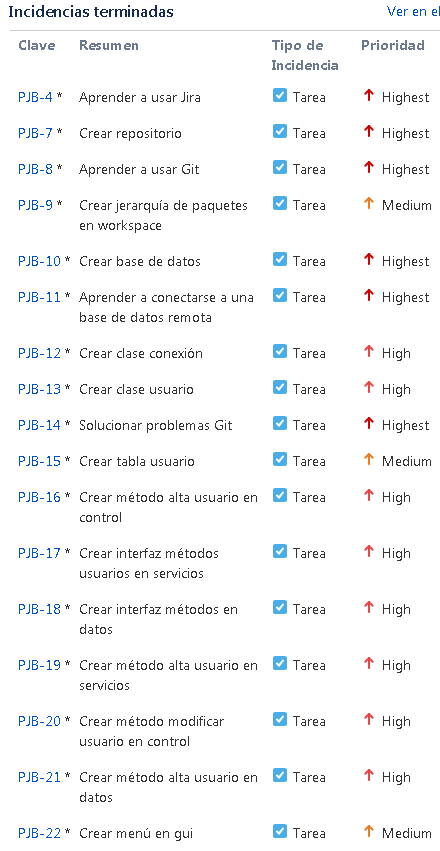 Incidencias terminadas Ver en el
Clave Resumen Tipo de Incidencia Prioridad
PJB-4 * Aprender a usar Jira Tarea Highest
PJB-7 * Crear repositorio Tarea Highest
PJB-8 * Aprender a usar Git Tarea Highest
PJB-9 * Crear jerarquía de paquetes en workspace Tarea Medium
PJB-10 * Crear base de datos Tarea Highest
PJB-11 * Aprender a conectarse a una base de datos remota Tarea Highest
PJB-12 * Crear clase conexión Tarea High
PJB-13 * Crear clase usuario Tarea High
PJB-14 * Solucionar problemas Git Tarea Highest
PJB-15 * Crear tabla usuario Tarea Medium
PJB-16 * Crear método alta usuario en control Tarea High
PJB-17 * Crear interfaz métodos usuarios en servicios Tarea High
PJB-18 * Crear interfaz métodos en datos Tarea High
PJB-19 * Crear método alta usuario en servicios Tarea High
PJB-20 * Crear método modificar usuario en control Tarea High
PJB-21 * Crear método alta usuario en datos Tarea High
PJB-22 * Crear menú en gui Tarea Medium